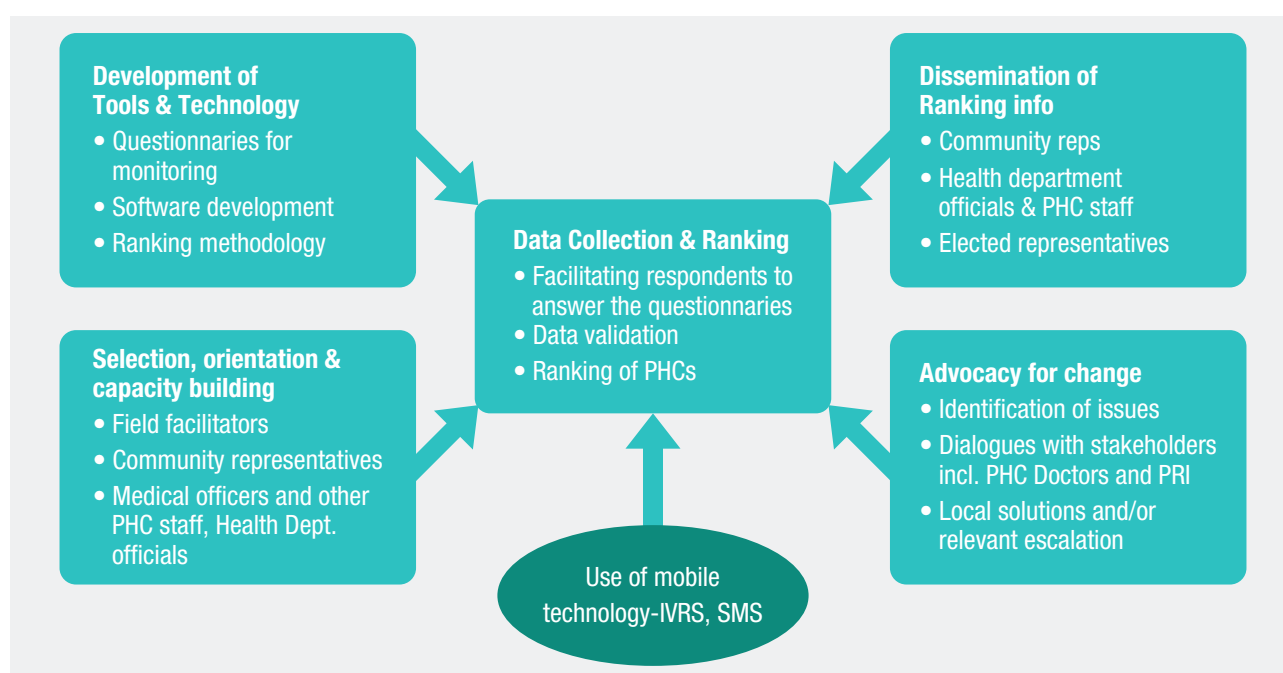 Development of
Tools & Technology
• Questionnaries for
monitoring
• Software development
• Ranking methodology
Selection, orientation &
capacity building
• Field facilitators
• Community representatives
• Medical officers and other
PHC staff, Health Dept.
officials
Data Collection & Ranking
• Facilitating respondents to
answer the questionnaries
• Data validation
• Ranking of PHCs
Use of mobile
technology-IVRS, SMS
Dissemination of
Ranking info
• Community reps
• Health department
officials & PHC staff
• Elected representatives
Advocacy for change
• Identification of issues
• Dialogues with stakeholders
incl. PHC Doctors and PRI
• Local solutions and/or
relevant escalation